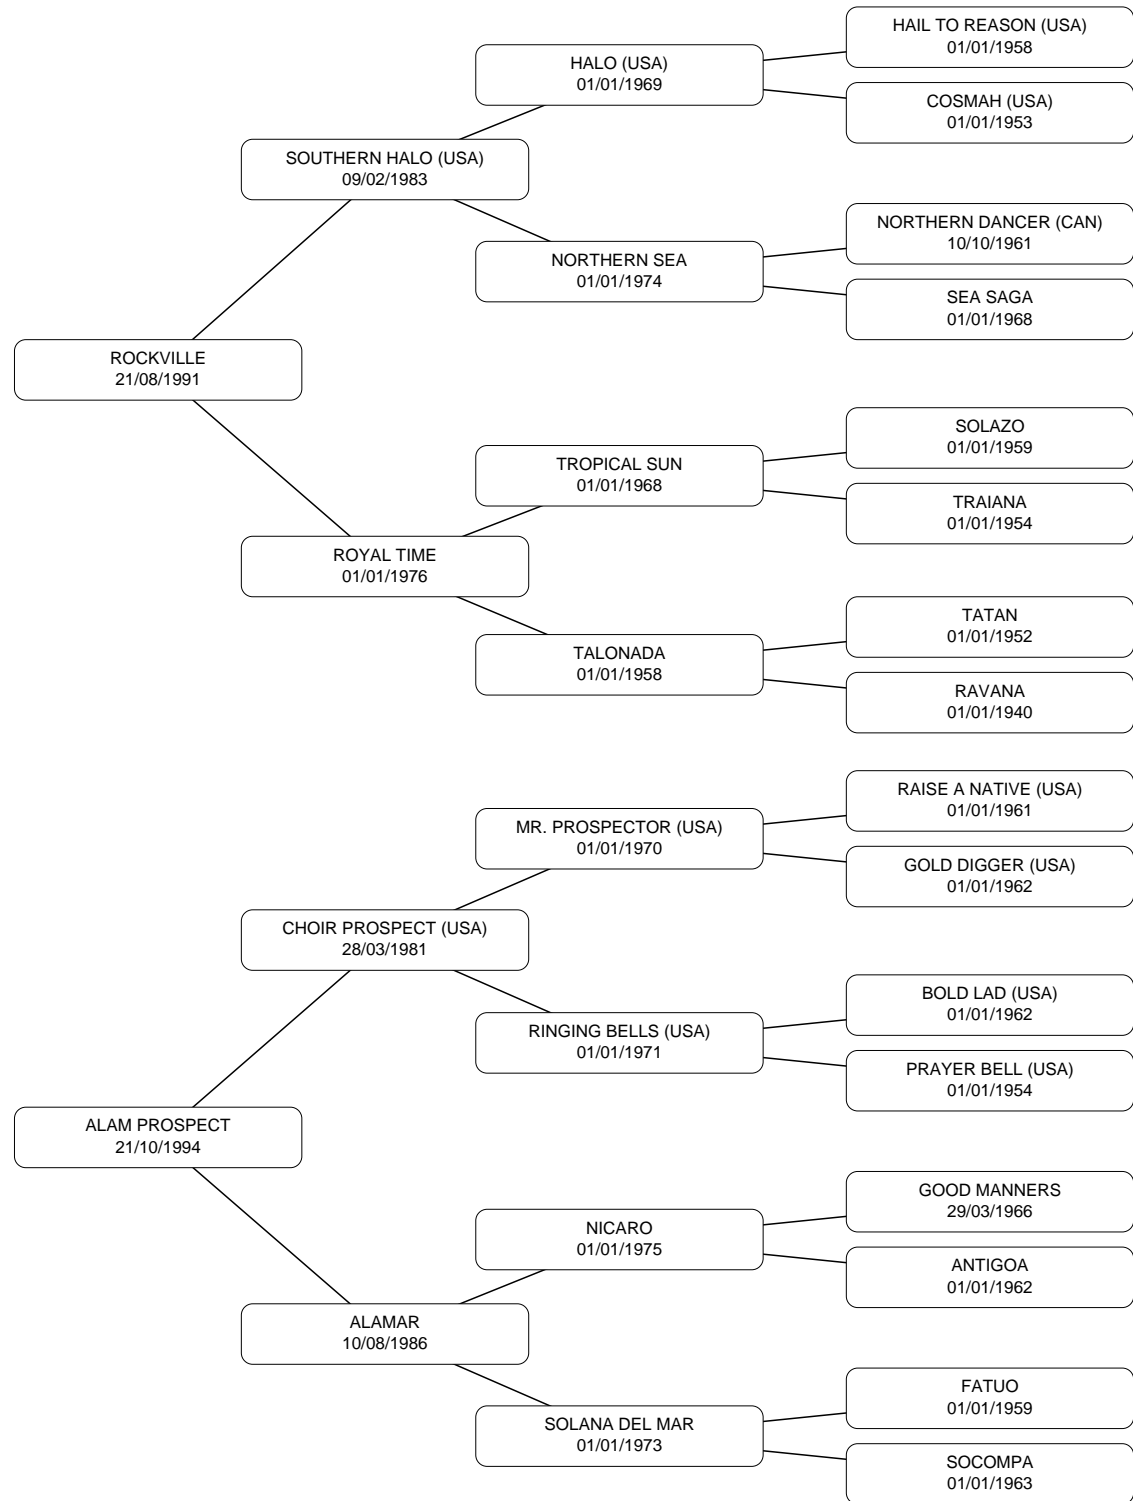 HAIL TO REASON (USA)
01/01/1958
HALO (USA)
01/01/1969
COSMAH (USA)
01/01/1953
SOUTHERN HALO (USA)
09/02/1983
NORTHERN DANCER (CAN)
10/10/1961
NORTHERN SEA
01/01/1974
SEA SAGA
01/01/1968
ROCKVILLE
21/08/1991
SOLAZO
01/01/1959
TROPICAL SUN
01/01/1968
TRAIANA
01/01/1954
ROYAL TIME
01/01/1976
TATAN
01/01/1952
TALONADA
01/01/1958
RAVANA
01/01/1940
RAISE A NATIVE (USA)
01/01/1961
MR. PROSPECTOR (USA)
01/01/1970
GOLD DIGGER (USA)
01/01/1962
CHOIR PROSPECT (USA)
28/03/1981
BOLD LAD (USA)
01/01/1962
RINGING BELLS (USA)
01/01/1971
PRAYER BELL (USA)
01/01/1954
ALAM PROSPECT
21/10/1994
GOOD MANNERS
29/03/1966
NICARO
01/01/1975
ANTIGOA
01/01/1962
ALAMAR
10/08/1986
FATUO
01/01/1959
SOLANA DEL MAR
01/01/1973
SOCOMPA
01/01/1963